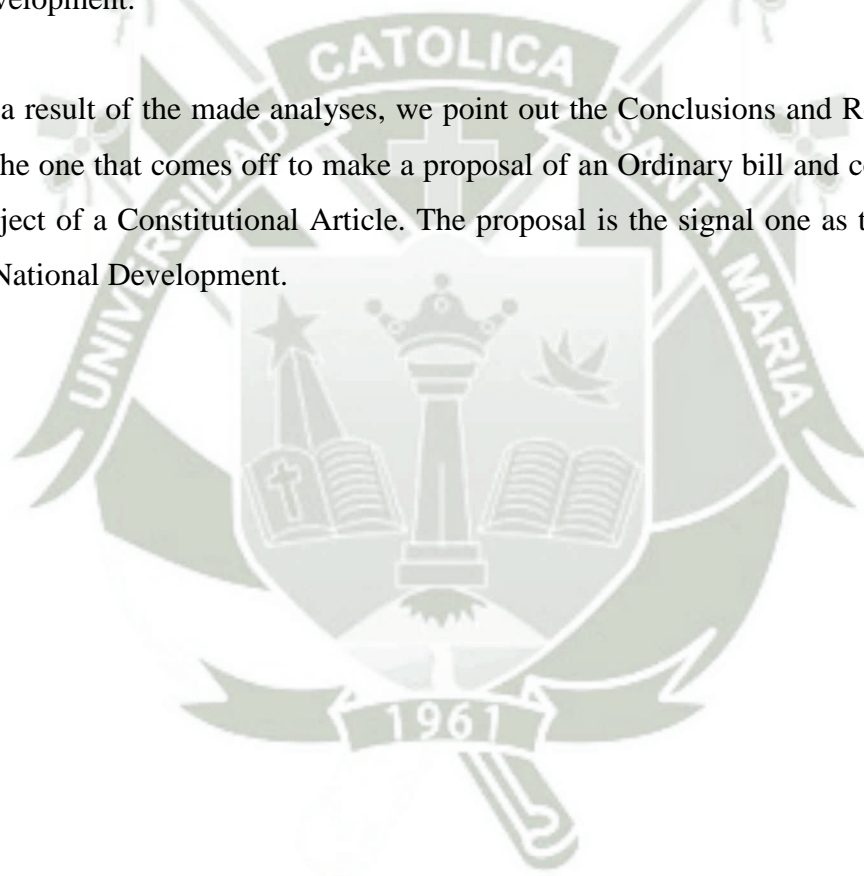 velopment.
a result of the made analyses, we point out the Conclusions and R
he one that comes off to make a proposal of an Ordinary bill and c
ject of a Constitutional Article. The proposal is the signal one as t
National Development.
UNIVERSIDAD CATOLICA SANTA MARIA
1961